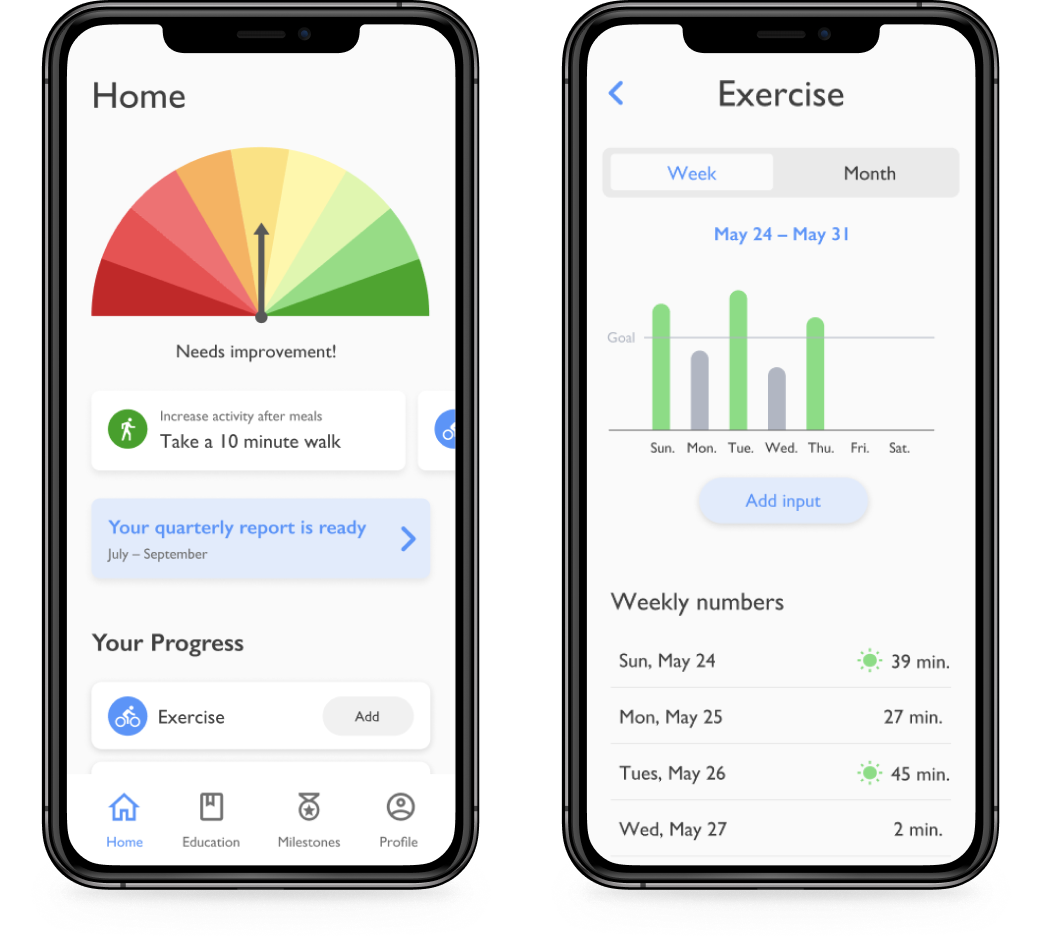 Home
Needs improvement!
Increase activity after meals
Take a 10 minute walk
Your quarterly report is ready
July – September
Your Progress
Exercise
Add
Home
Education
Milestones
Profile
Exercise
Week
Month
May 24 – May 31
Goal
Sun. Mon. Tue. Wed. Thu. Fri. Sat.
Add input
Weekly numbers
Sun, May 24 39 min.
Mon, May 25 27 min.
Tues, May 26 45 min.
Wed, May 27 2 min.